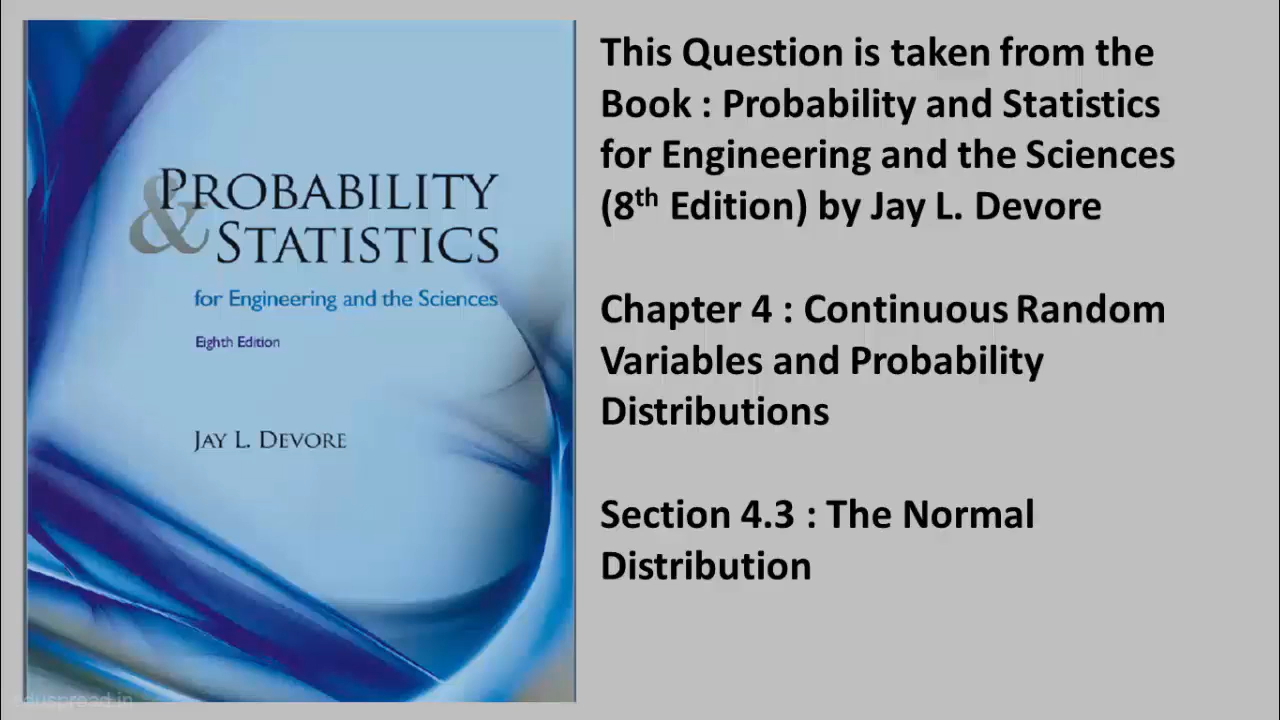 PROBABILITY
& STATISTICS
for Engineering and the Sciences
Eighth Edition
JAY L. DEVORE
This Question is taken from the
Book : Probability and Statistics
for Engineering and the Sciences
(8th Edition) by Jay L. Devore
Chapter 4 : Continuous Random
Variables and Probability
Distributions
Section 4.3 : The Normal
Distribution